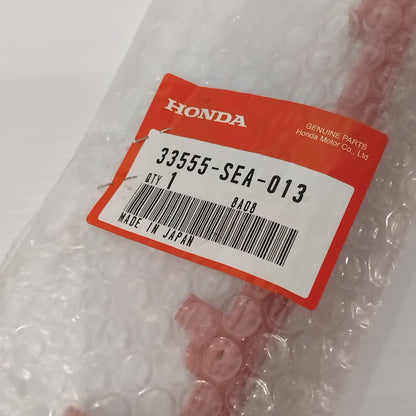 HONDA
GENUINE PARTS
Honda Motor Co., Ltd.
33555-SEA-013
QTY 1
8A08
MADE IN JAPAN